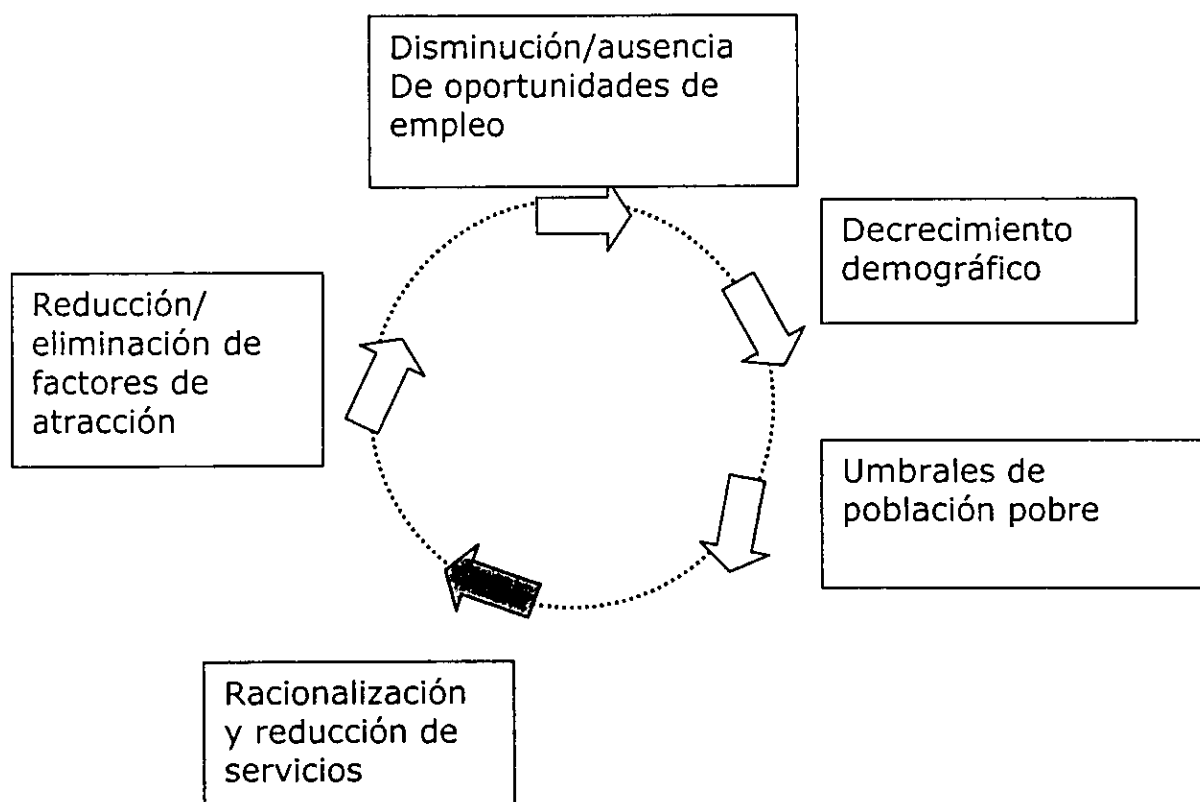 Disminución/ausencia
De oportunidades de
empleo
Decrecimiento
demográfico
Reducción/
eliminación de
factores de
atracción
Umbrales de
población pobre
Racionalización
y reducción de
servicios